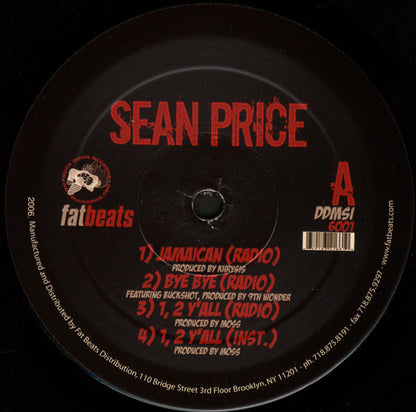 SEAN PRICE
fatbeats
A
DDMSI
6001
1) JAMAICAN (RADIO)
PRODUCED BY KHRYSIS
2) BYE BYE (RADIO)
FEATURING BUCKSHOT, PRODUCED BY 9TH WONDER
3) 1, 2 Y'ALL (RADIO)
PRODUCED BY MOSS
4) 1, 2 Y'ALL (INST.)
PRODUCED BY MOSS
2006. Manufactured and Distributed by Fat Beats Distribution, 110 Bridge Street 3rd Floor Brooklyn, NY 11201 - ph. 718.875.8191 - fax 718.875.9297 - www.fatbeats.com